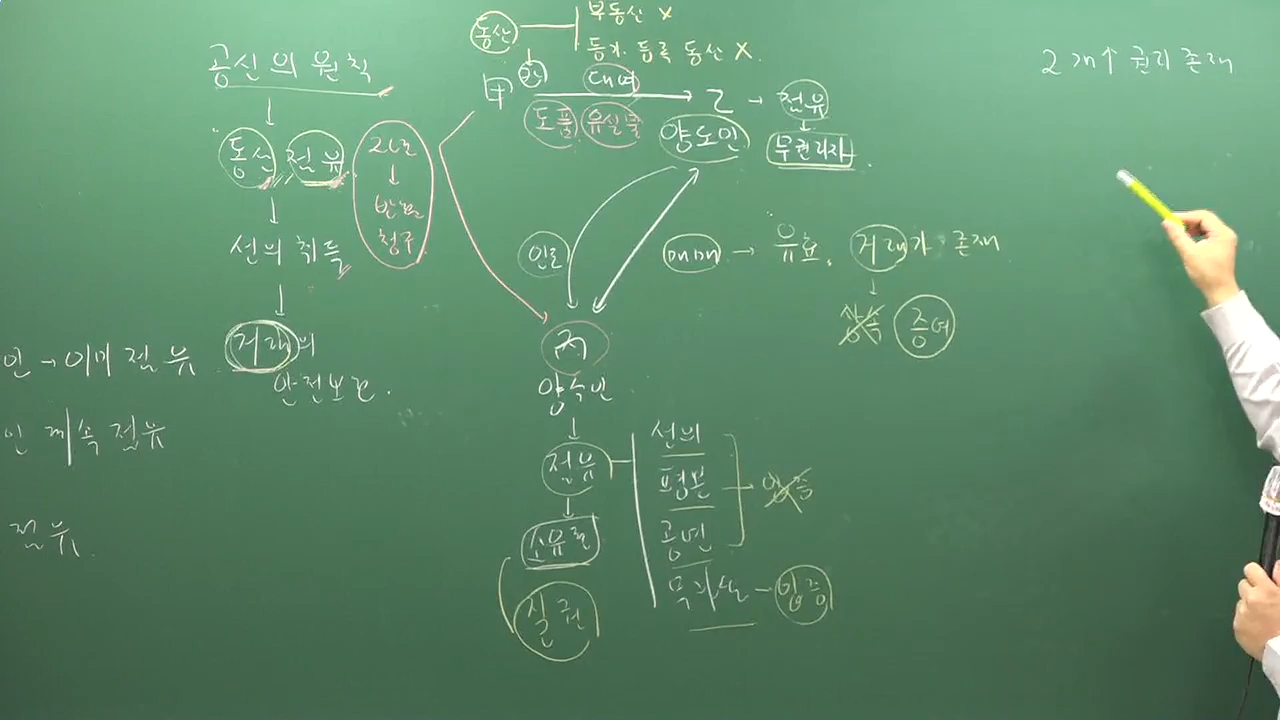 공신의 원칙
↓
동산 점유
↓
선의취득
↓
거래의
안전보호.
2년
↓
반환
청구
동산
부동산 x
등기, 등록 동산 X.
甲
대여
도품 유실물
乙 → 점유
양도인
무권리자
인도
매매 → 유효, 거래가 존재
↓
상속 증여
丙
양수인
↓
점유
↓
소유권
실권
선의
평온
공연
무과실 - 입증
입증
2개↑ 권리 존재
인 → 이미 점유
인 계속 점유
점유.